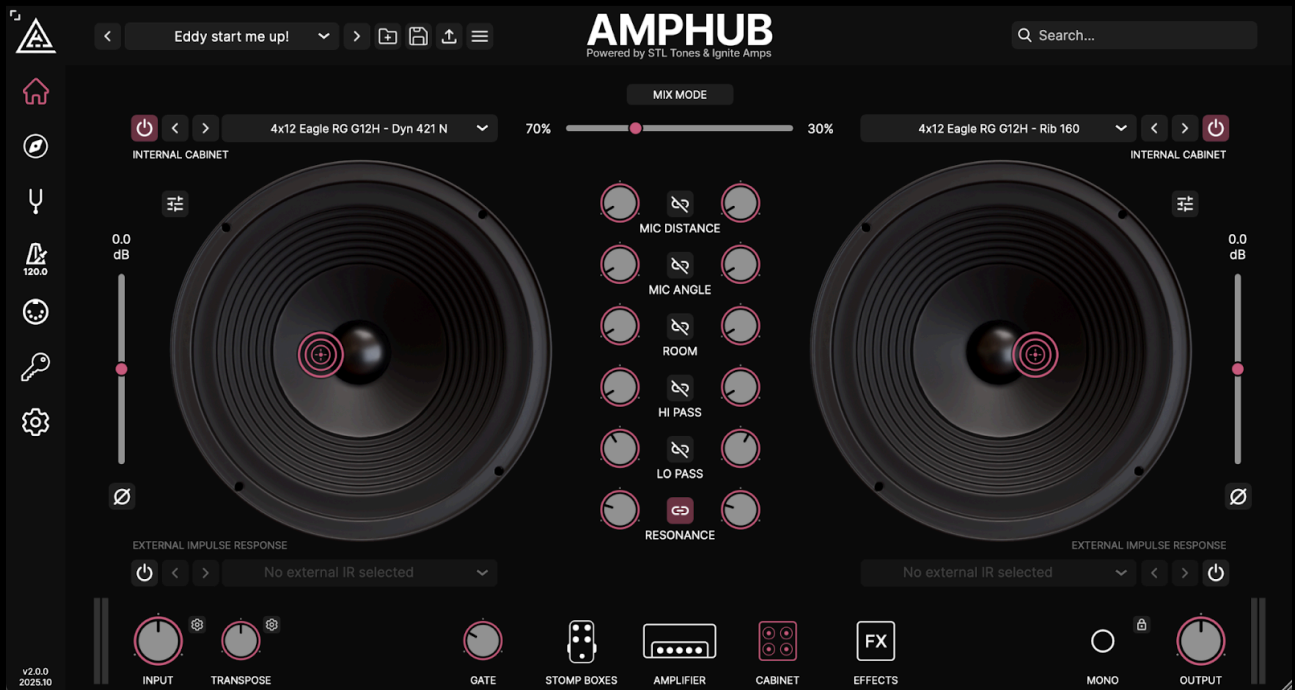 Eddy start me up!
AMPHUB
Powered by STL Tones & Ignite Amps
Search...
MIX MODE
4x12 Eagle RG G12H - Dyn 421 N
70%
30%
4x12 Eagle RG G12H - Rib 160
INTERNAL CABINET
INTERNAL CABINET
MIC DISTANCE
0.0
dB
0.0
dB
120.0
MIC ANGLE
ROOM
HI PASS
LO PASS
RESONANCE
EXTERNAL IMPULSE RESPONSE
EXTERNAL IMPULSE RESPONSE
No external IR selected
No external IR selected
FX
v2.0.0
2025.10
INPUT
TRANSPOSE
GATE
STOMP BOXES
AMPLIFIER
CABINET
EFFECTS
MONO
OUTPUT